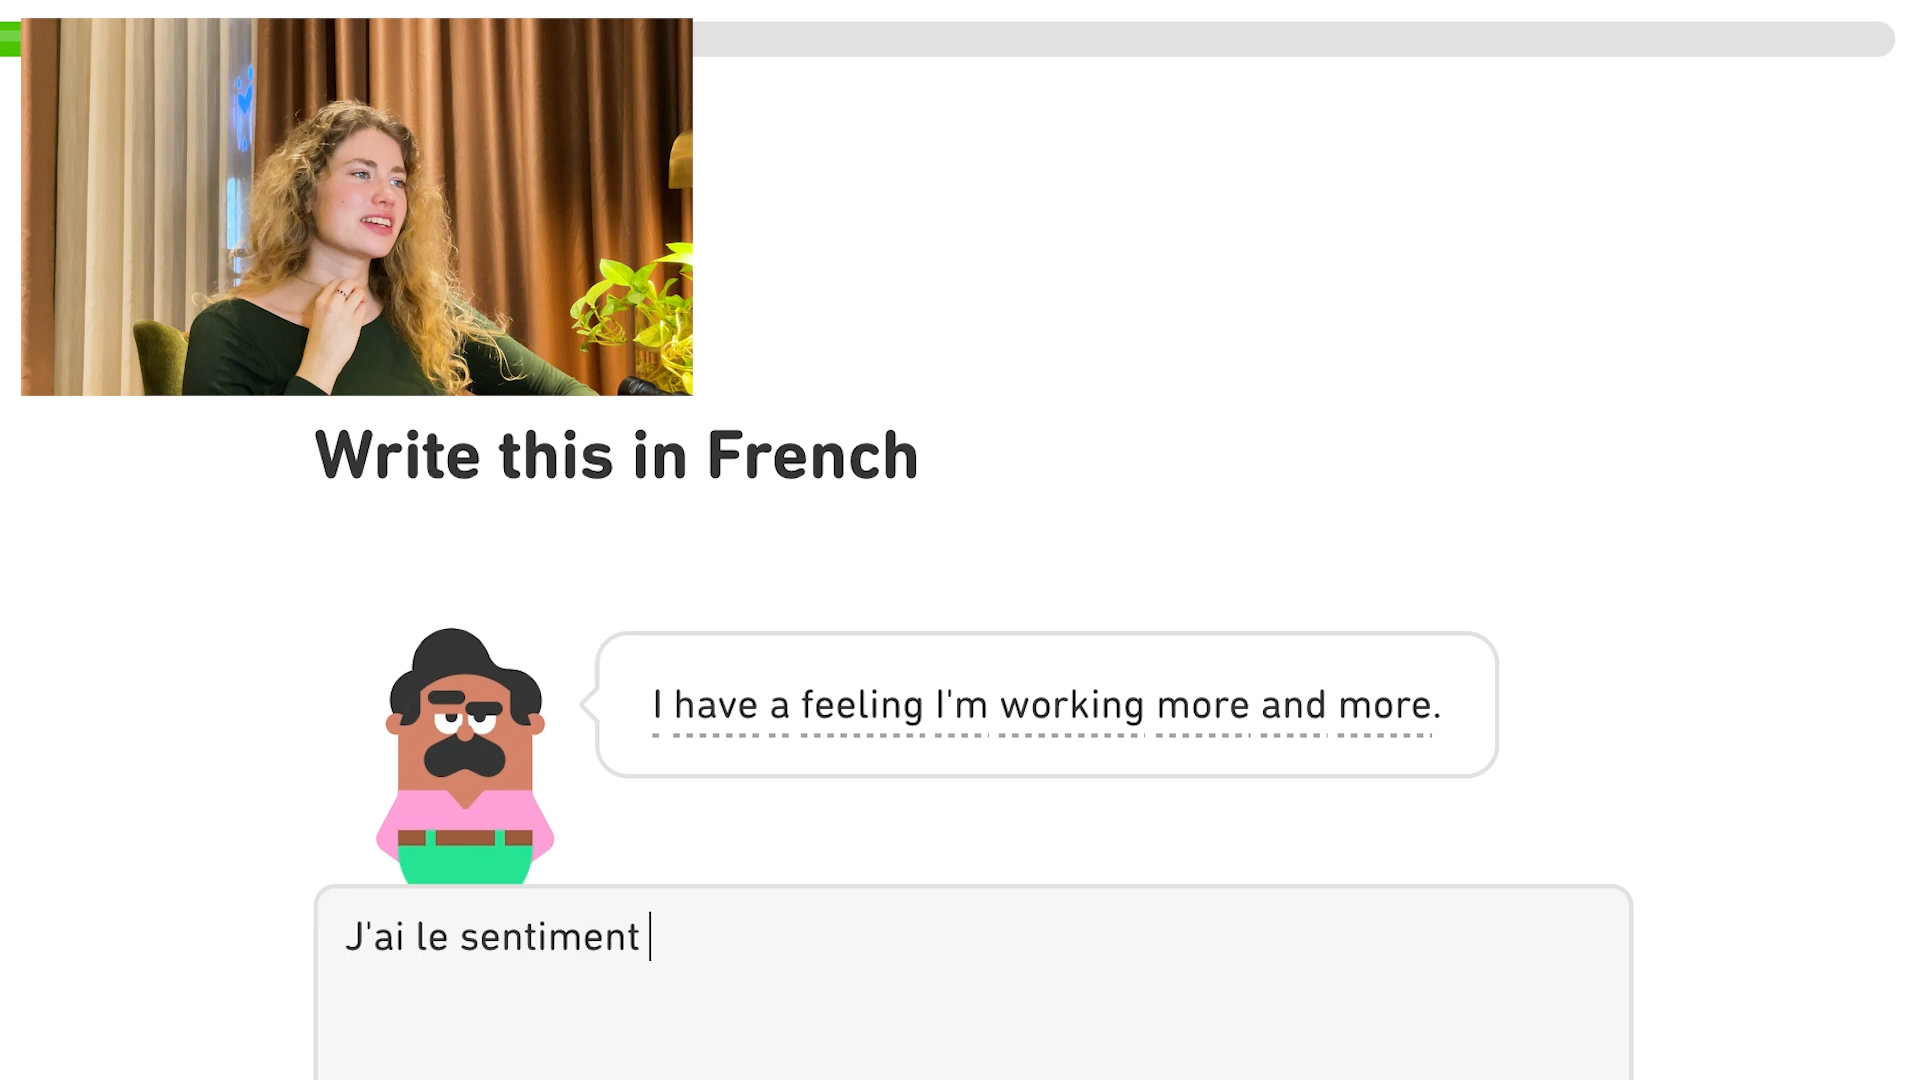 Write this in French
I have a feeling I'm working more and more.
J'ai le sentiment